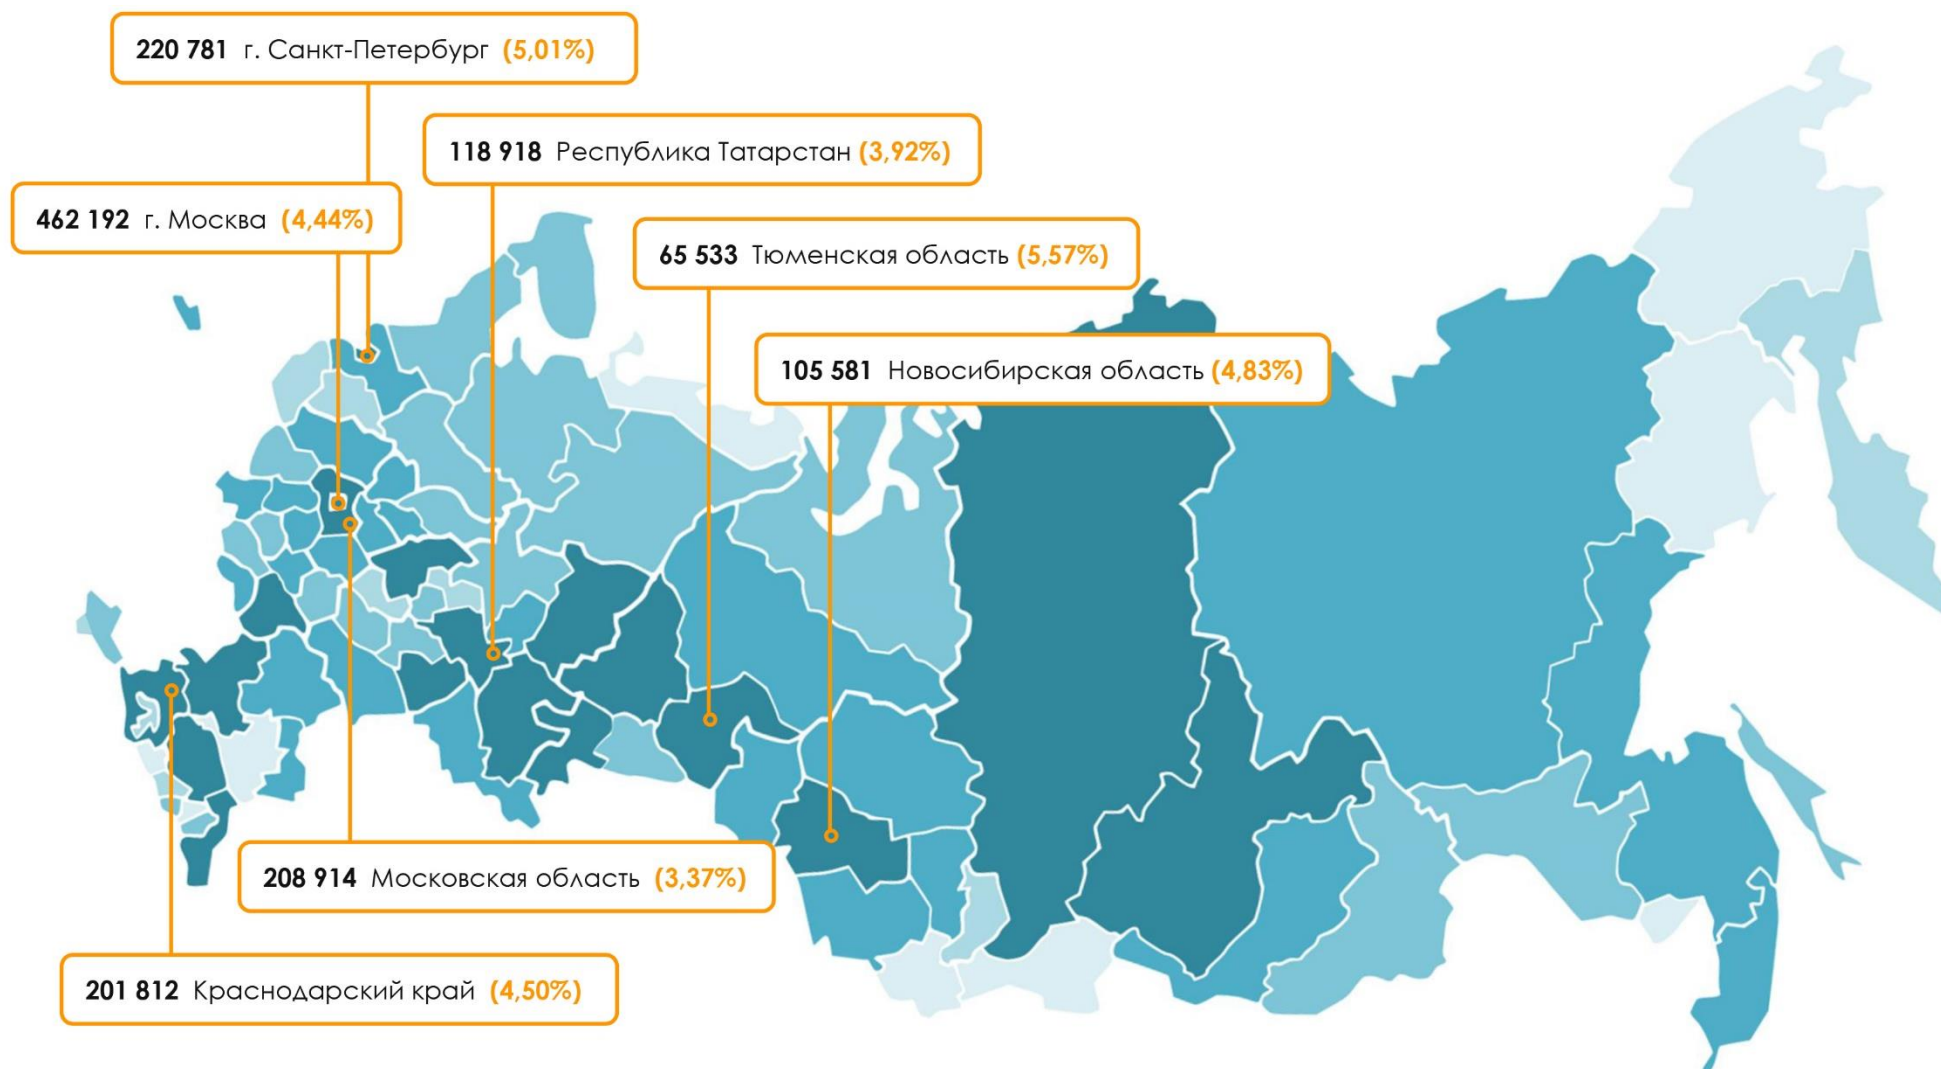 220 781 г. Санкт-Петербург (5,01%)
118 918 Республика Татарстан (3,92%)
462 192 г. Москва (4,44%)
65 533 Тюменская область (5,57%)
105 581 Новосибирская область (4,83%)
208 914 Московская область (3,37%)
201 812 Краснодарский край (4,50%)